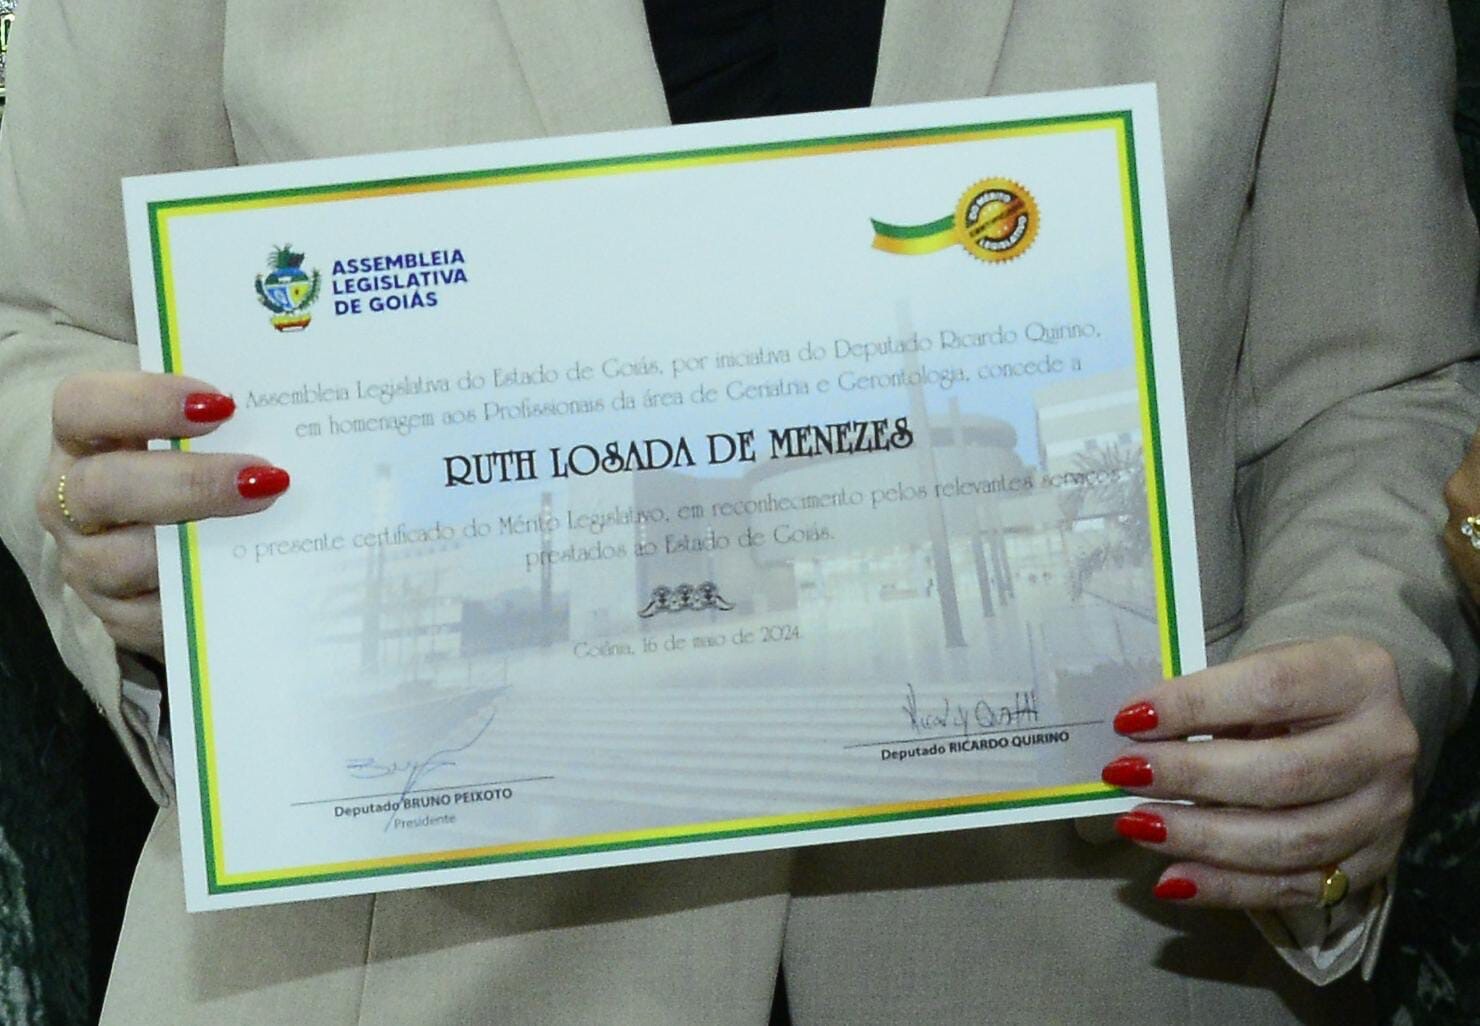 ASSEMBLEIA
LEGISLATIVA
DE GOIÁS
DO MÉRITO
LEGISLATIVO
Assembleia Legislativa do Estado de Goiás, por iniciativa do Deputado Ricardo Quirino,
em homenagem aos Profissionais da área de Geriatria e Gerontologia, concede a
RUTH LOSADA DE MENEZES
o presente certificado do Mérito Legislativo, em reconhecimento pelos relevantes serviços
prestados ao Estado de Goiás.
Goiânia, 16 de maio de 2024.
Deputado BRUNO PEIXOTO
Presidente
Deputado RICARDO QUIRINO